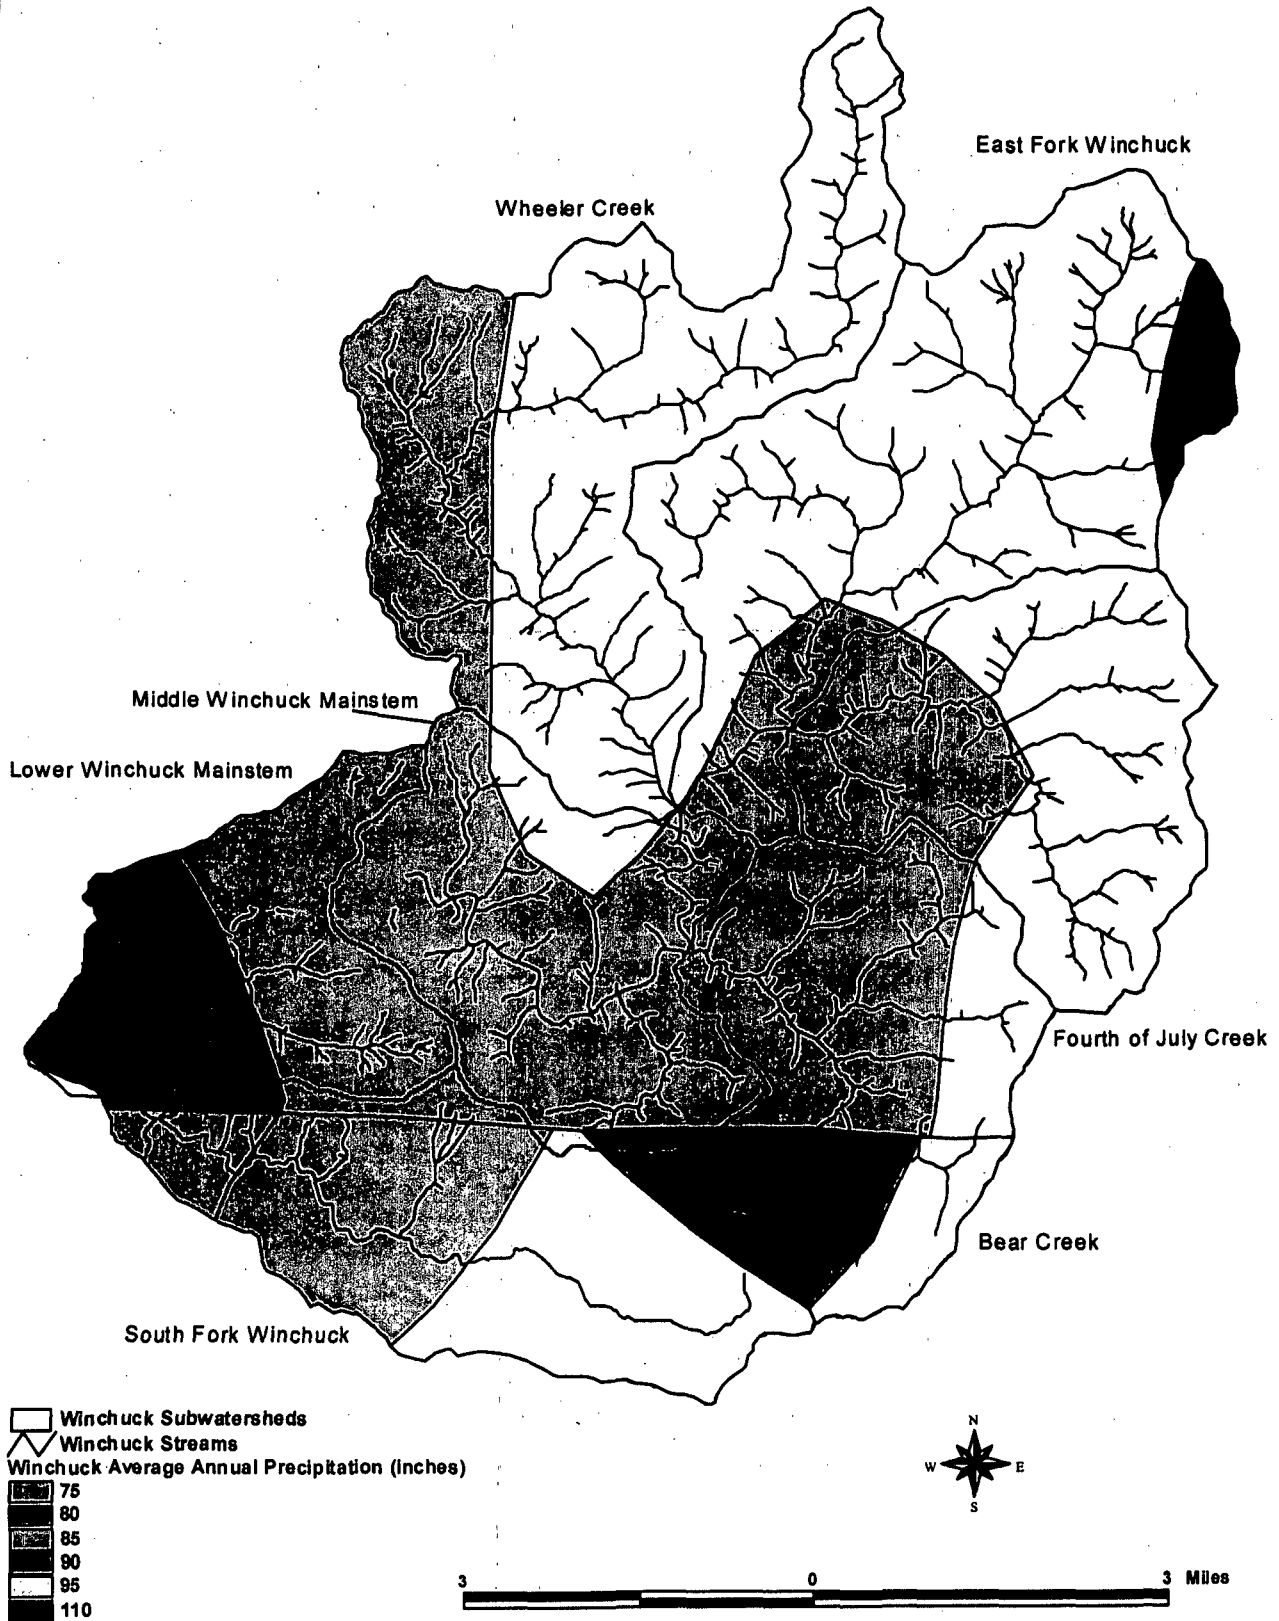 East Fork Winchuck
Wheeler Creek
Middle Winchuck Mainstem
Lower Winchuck Mainstem
Fourth of July Creek
Bear Creek
South Fork Winchuck
Winchuck Subwatersheds
Winchuck Streams
Winchuck Average Annual Precipitation (inches)
75
80
85
90
95
110
N
W E
S
3 0 3 Miles